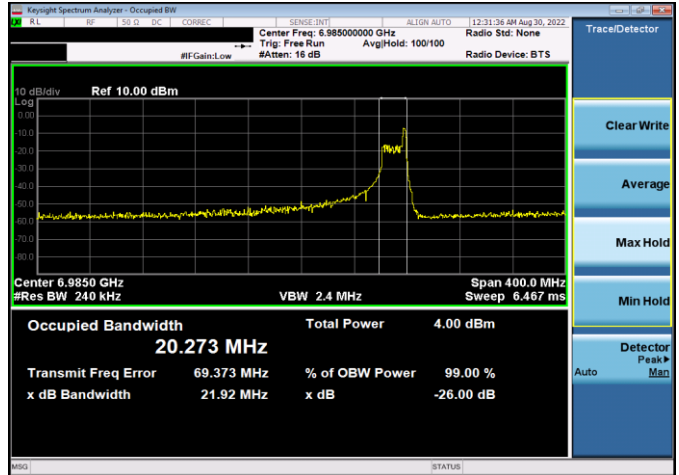 Keysight Spectrum Analyzer - Occupied BW
RL RF 50 Ω DC CORREC SENSE:INT ALIGN AUTO 12:31:36 AM Aug 30, 2022
Center Freq: 6.985000000 GHz Radio Std: None
Trig: Free Run Avg|Hold: 100/100
#IFGain:Low #Atten: 16 dB Radio Device: BTS
Trace/Detector
10 dB/div Ref 10.00 dBm
Log
0.00
-10.0
-20.0
-30.0
-40.0
-50.0
-60.0
-70.0
-80.0
Center 6.9850 GHz Span 400.0 MHz
#Res BW 240 kHz VBW 2.4 MHz Sweep 6.467 ms
Occupied Bandwidth Total Power 4.00 dBm
20.273 MHz
Transmit Freq Error 69.373 MHz % of OBW Power 99.00 %
x dB Bandwidth 21.92 MHz x dB -26.00 dB
Clear Write
Average
Max Hold
Min Hold
Detector
Peak▶
Auto Man
MSG STATUS